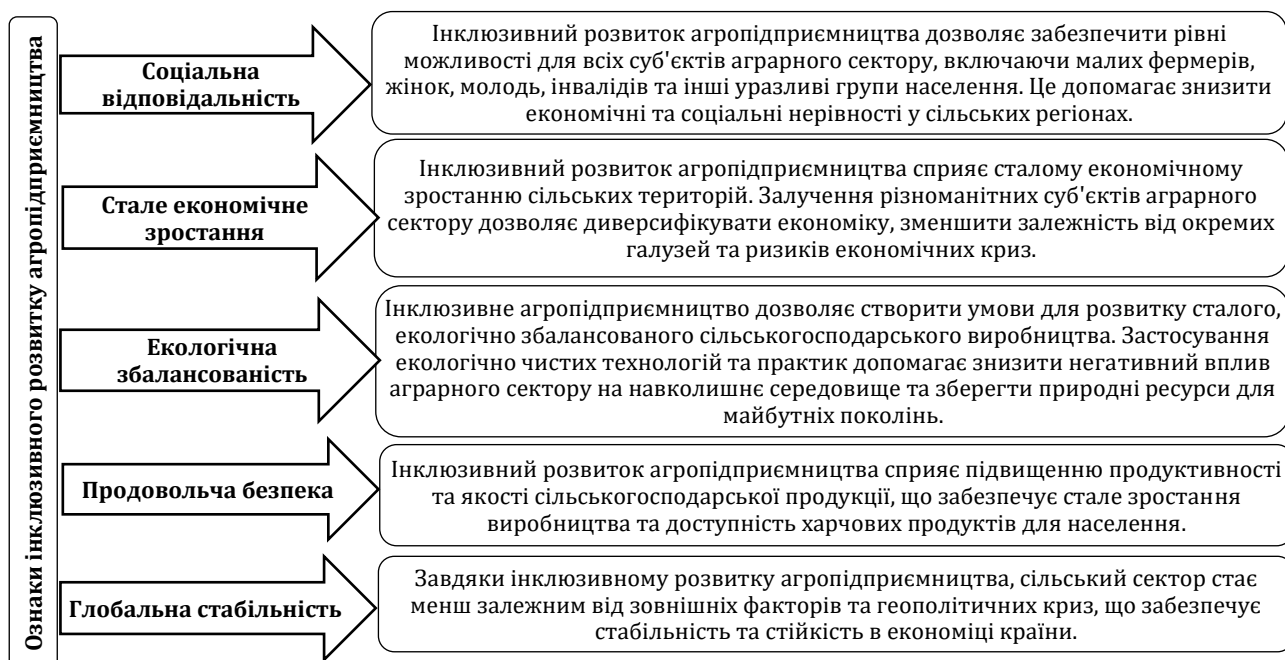 Ознаки інклюзивного розвитку агропідприємництва
Соціальна
відповідальність
Інклюзивний розвиток агропідприємництва дозволяє забезпечити рівні
можливості для всіх суб'єктів аграрного сектору, включаючи малих фермерів,
жінок, молодь, інвалідів та інші уразливі групи населення. Це допомагає знизити
економічні та соціальні нерівності у сільських регіонах.
Стале економічне
зростання
Інклюзивний розвиток агропідприємництва сприяє сталому економічному
зростанню сільських територій. Залучення різноманітних суб'єктів аграрного
сектору дозволяє диверсифікувати економіку, зменшити залежність від окремих
галузей та ризиків економічних криз.
Екологічна
збалансованість
Інклюзивне агропідприємництво дозволяє створити умови для розвитку сталого,
екологічно збалансованого сільськогосподарського виробництва. Застосування
екологічно чистих технологій та практик допомагає знизити негативний вплив
аграрного сектору на навколишнє середовище та зберегти природні ресурси для
майбутніх поколінь.
Продовольча безпека
Інклюзивний розвиток агропідприємництва сприяє підвищенню продуктивності
та якості сільськогосподарської продукції, що забезпечує стале зростання
виробництва та доступність харчових продуктів для населення.
Глобальна стабільність
Завдяки інклюзивному розвитку агропідприємництва, сільський сектор стає
менш залежним від зовнішніх факторів та геополітичних криз, що забезпечує
стабільність та стійкість в економіці країни.